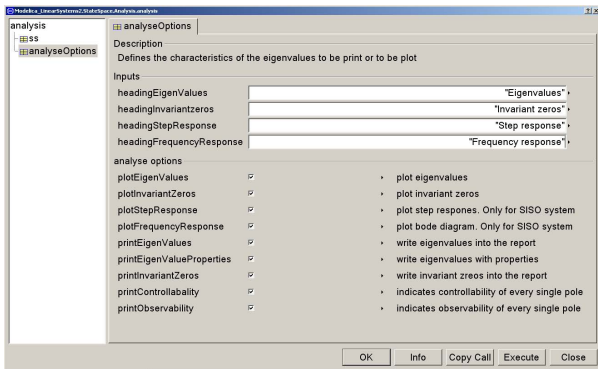 Modelica_LinearSystems2.StateSpace.Analysis.analysis
analysis
ss
analyseOptions
analyseOptions
Description
Defines the characteristics of the eigenvalues to be print or to be plot
Inputs
headingEigenValues "Eigenvalues"
headingInvariantzeros "Invariant zeros"
headingStepResponse "Step response"
headingFrequencyResponse "Frequency response"
analyse options
plotEigenValues plot eigenvalues
plotInvariantZeros plot invariant zeros
plotStepResponse plot step respones. Only for SISO system
plotFrequencyResponse plot bode diagram. Only for SISO system
printEigenValues write eigenvalues into the report
printEigenValueProperties write eigenvalues with properties
printInvariantZeros write invariant zreos into the report
printControllabality indicates controllability of every single pole
printObservability indicates observability of every single pole
OK Info Copy Call Execute Close